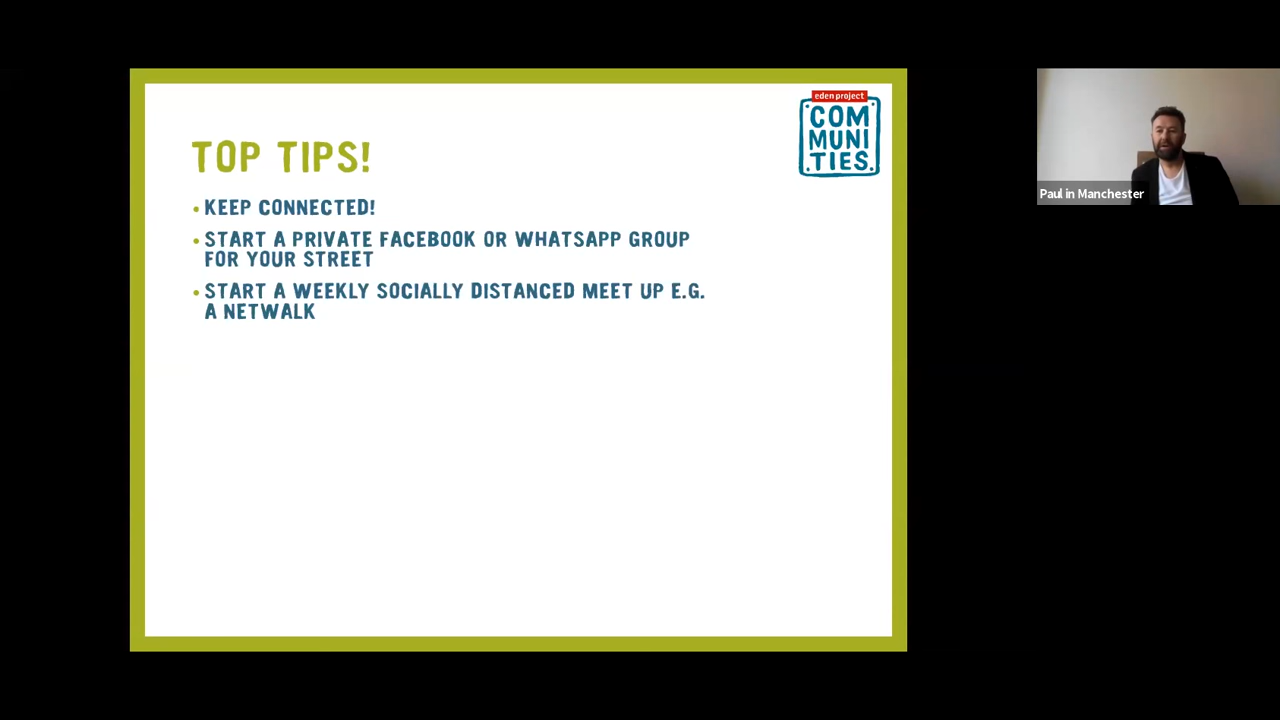 eden project
COM
MUNI
TIES.
TOP TIPS!
• KEEP CONNECTED!
• START A PRIVATE FACEBOOK OR WHATSAPP GROUP
FOR YOUR STREET
• START A WEEKLY SOCIALLY DISTANCED MEET UP E.G.
A NETWALK
Paul in Manchester